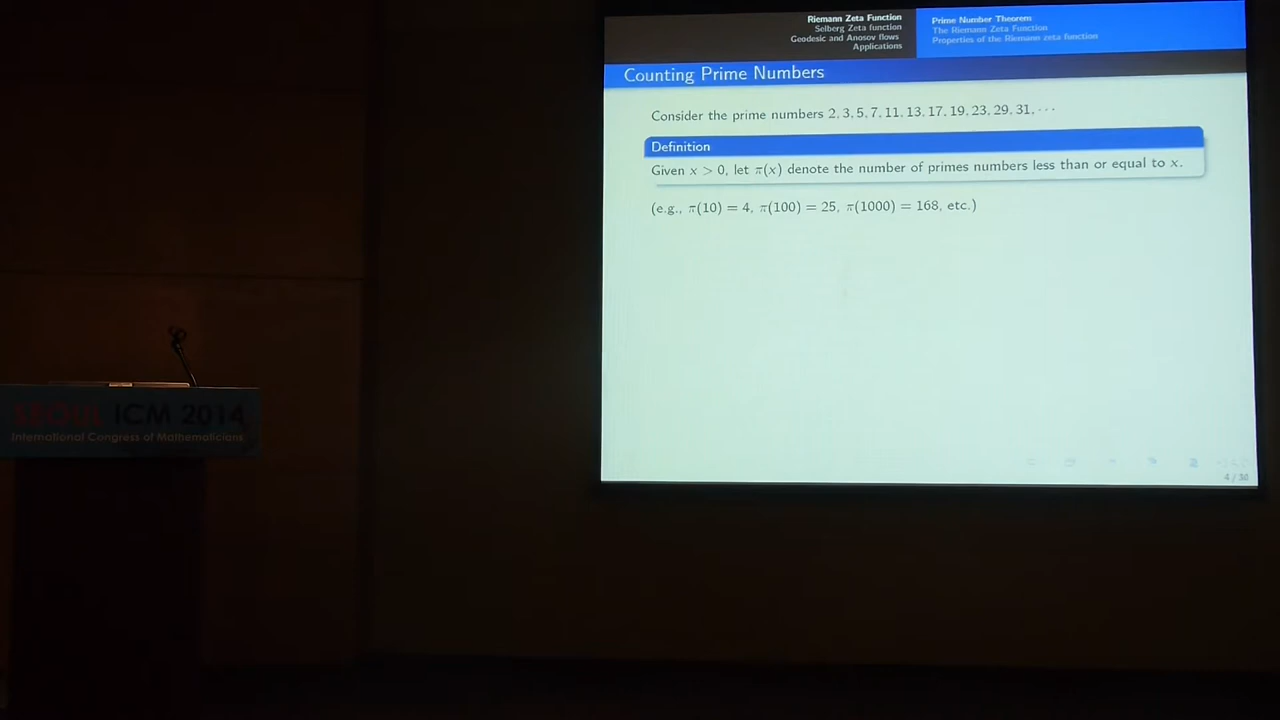 Riemann Zeta Function
Selberg Zeta function
Geodesic and Anosov flows
Applications
Prime Number Theorem
The Riemann Zeta Function
Properties of the Riemann zeta function
Counting Prime Numbers
Consider the prime numbers 2, 3, 5, 7, 11, 13, 17, 19, 23, 29, 31, ⋯
Definition
Given x > 0, let π(x) denote the number of primes numbers less than or equal to x.
(e.g., π(10) = 4, π(100) = 25, π(1000) = 168, etc.)
SEOUL ICM 2014
International Congress of Mathematicians